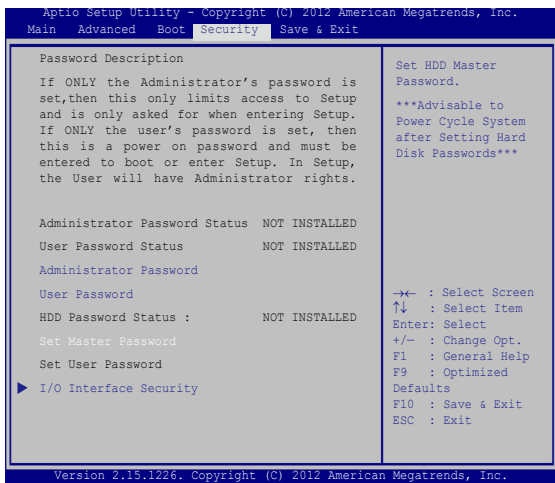 Aptio Setup Utility - Copyright (C) 2012 American Megatrends, Inc.
Main Advanced Boot Security Save & Exit
Password Description
If ONLY the Administrator's password is
set,then this only limits access to Setup
and is only asked for when entering Setup.
If ONLY the user's password is set, then
this is a power on password and must be
entered to boot or enter Setup. In Setup,
the User will have Administrator rights.
Administrator Password Status NOT INSTALLED
User Password Status NOT INSTALLED
Administrator Password
User Password
HDD Password Status : NOT INSTALLED
Set Master Password
Set User Password
▶ I/O Interface Security
Set HDD Master
Password.
***Advisable to
Power Cycle System
after Setting Hard
Disk Passwords***
→← : Select Screen
↑↓ : Select Item
Enter: Select
+/— : Change Opt.
F1 : General Help
F9 : Optimized
Defaults
F10 : Save & Exit
ESC : Exit
Version 2.15.1226. Copyright (C) 2012 American Megatrends, Inc.